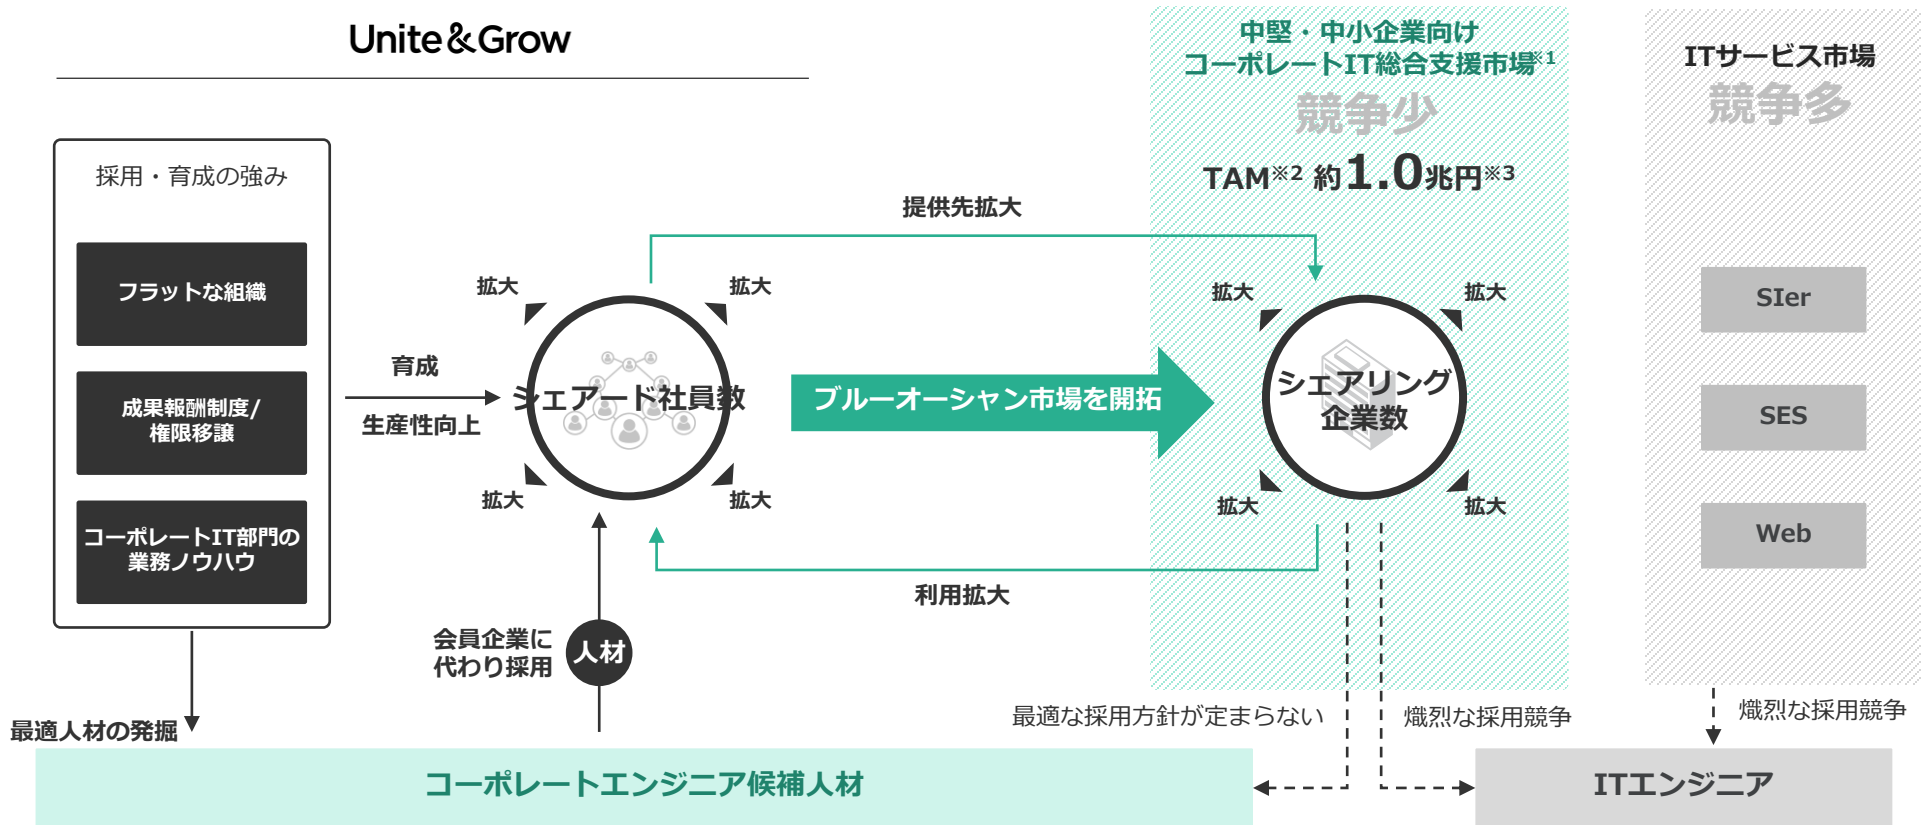 Unite&Grow
採用・育成の強み
フラットな組織
成果報酬制度/
権限移譲
コーポレートIT部門の
業務ノウハウ
最適人材の発掘
育成
生産性向上
拡大
拡大
シェアード社員数
拡大
拡大
会員企業に
代わり採用
人材
提供先拡大
ブルーオーシャン市場を開拓
利用拡大
中堅・中小企業向け
コーポレートIT総合支援市場※1
競争少
TAM※2 約1.0兆円※3
拡大
拡大
シェアリング
企業数
拡大
拡大
最適な採用方針が定まらない
熾烈な採用競争
ITサービス市場
競争多
SIer
SES
Web
熾烈な採用競争
コーポレートエンジニア候補人材
ITエンジニア